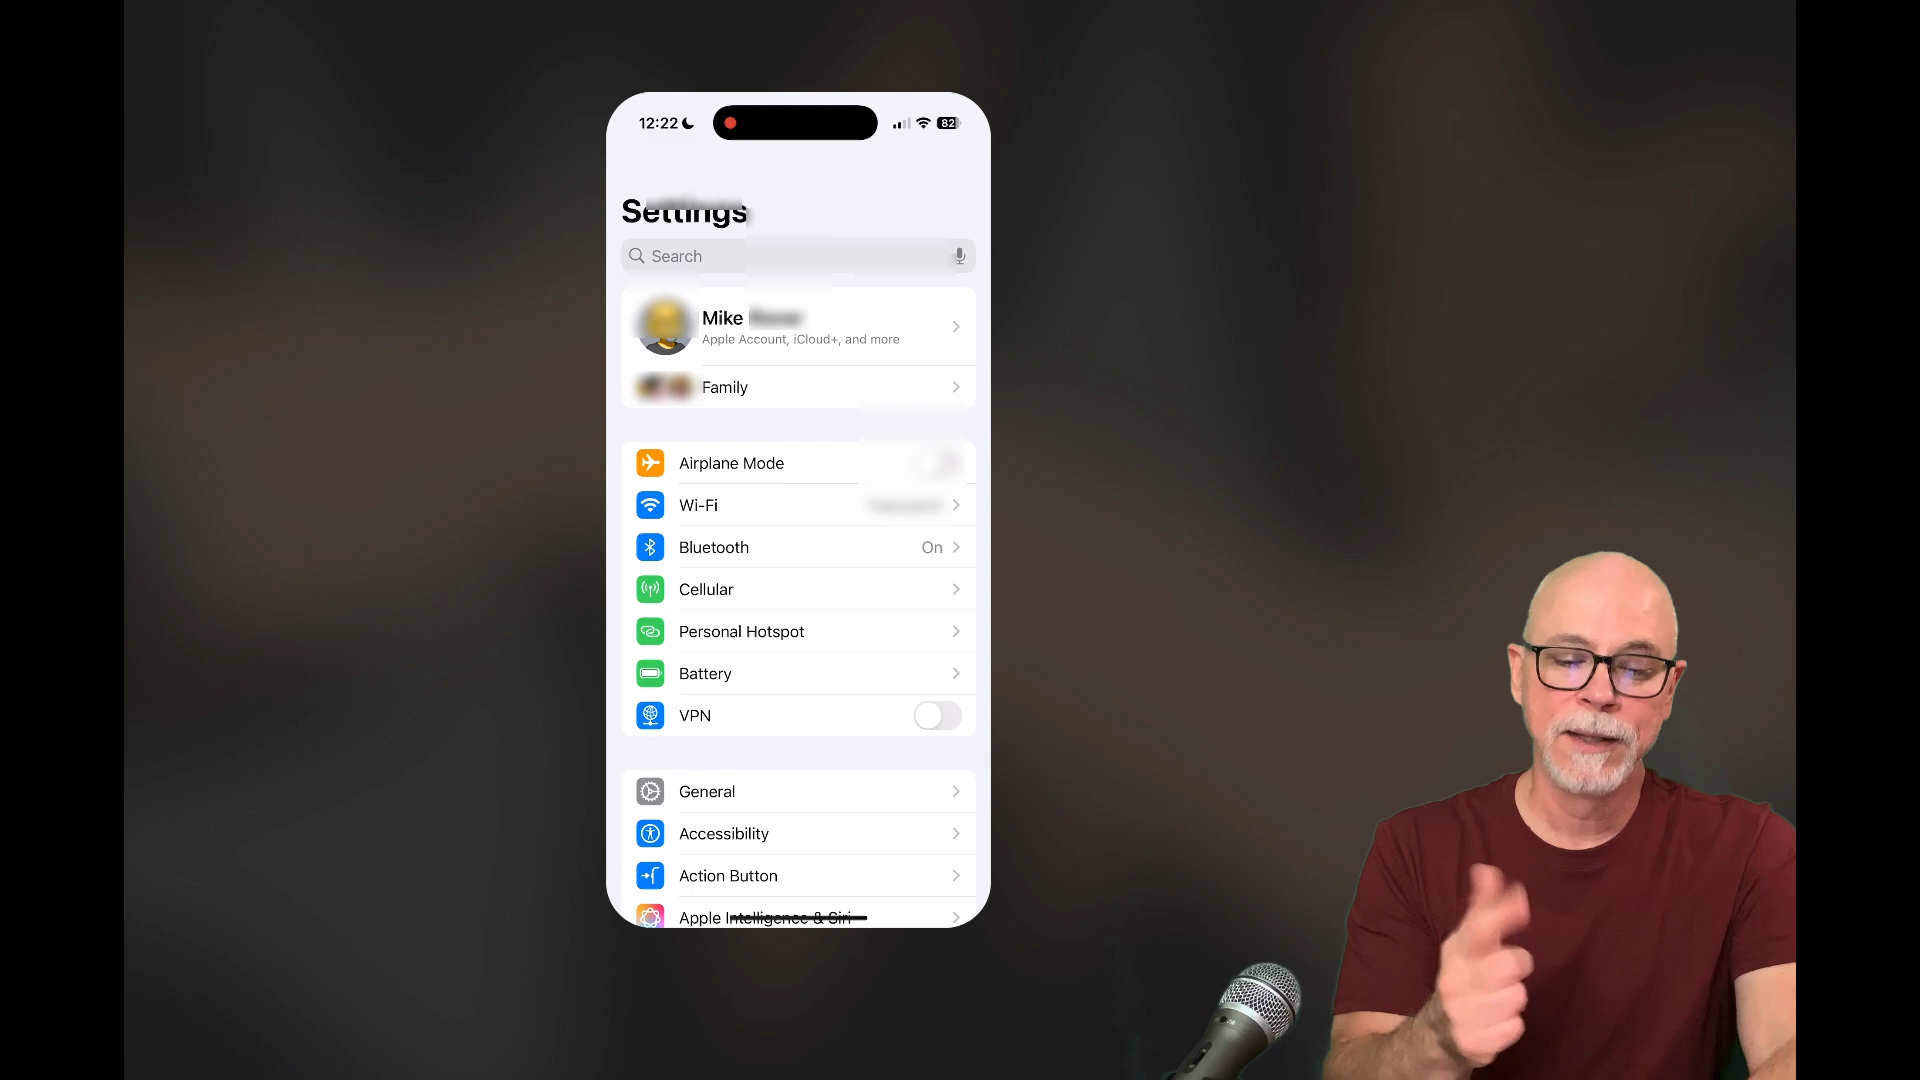 12:22
82
Settings
Search
Mike
Apple Account, iCloud+, and more
Family
Airplane Mode
Wi-Fi
Bluetooth On
Cellular
Personal Hotspot
Battery
VPN
General
Accessibility
Action Button
Apple Intelligence & Siri